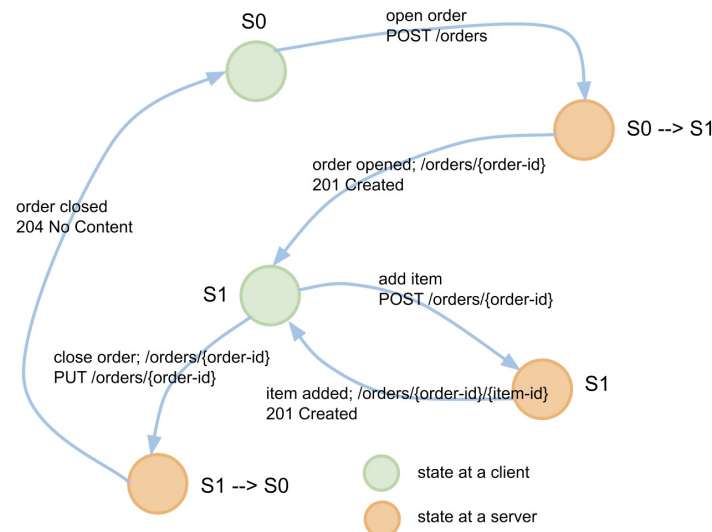 S0
open order
POST /orders
S0 --> S1
order opened; /orders/{order-id}
201 Created
order closed
204 No Content
S1
add item
POST /orders/{order-id}
close order; /orders/{order-id}
PUT /orders/{order-id}
item added; /orders/{order-id}/{item-id}
201 Created
S1
S1 --> S0
state at a client
state at a server